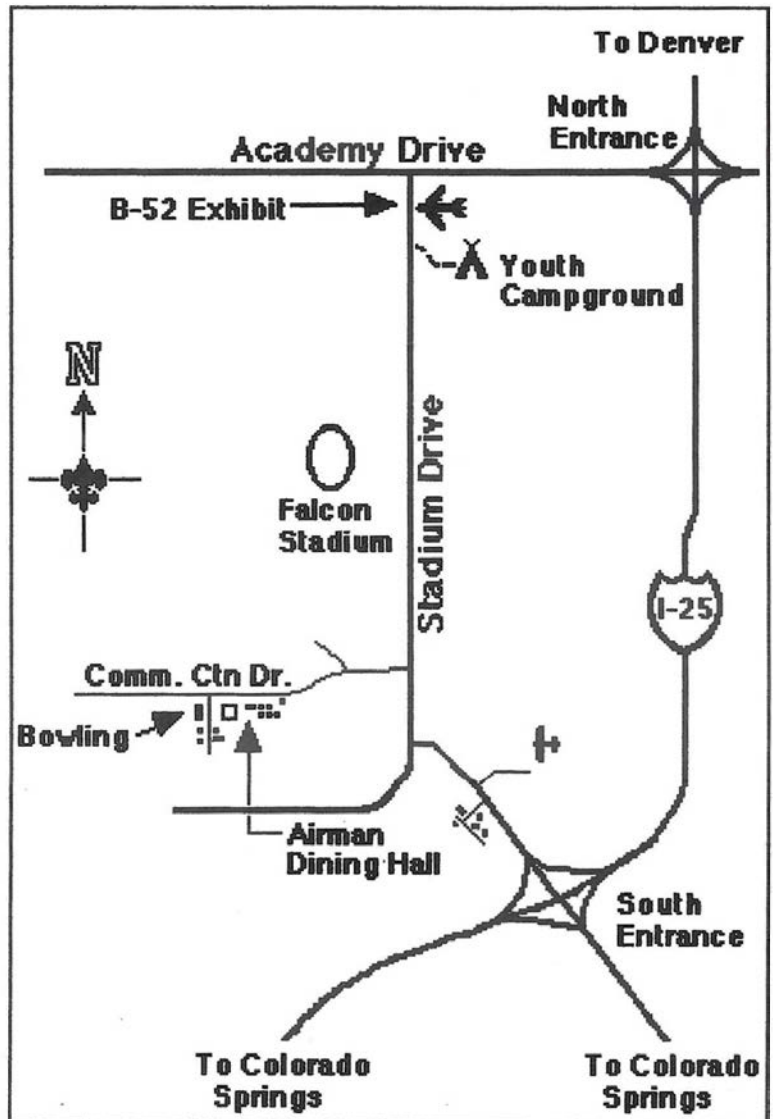 To Denver
North
Entrance
Academy Drive
B-52 Exhibit
Youth
Campground
N
Stadium Drive
Falcon
Stadium
I-25
Comm. Ctn Dr.
Bowling
Airman
Dining Hall
South
Entrance
To Colorado
Springs
To Colorado
Springs